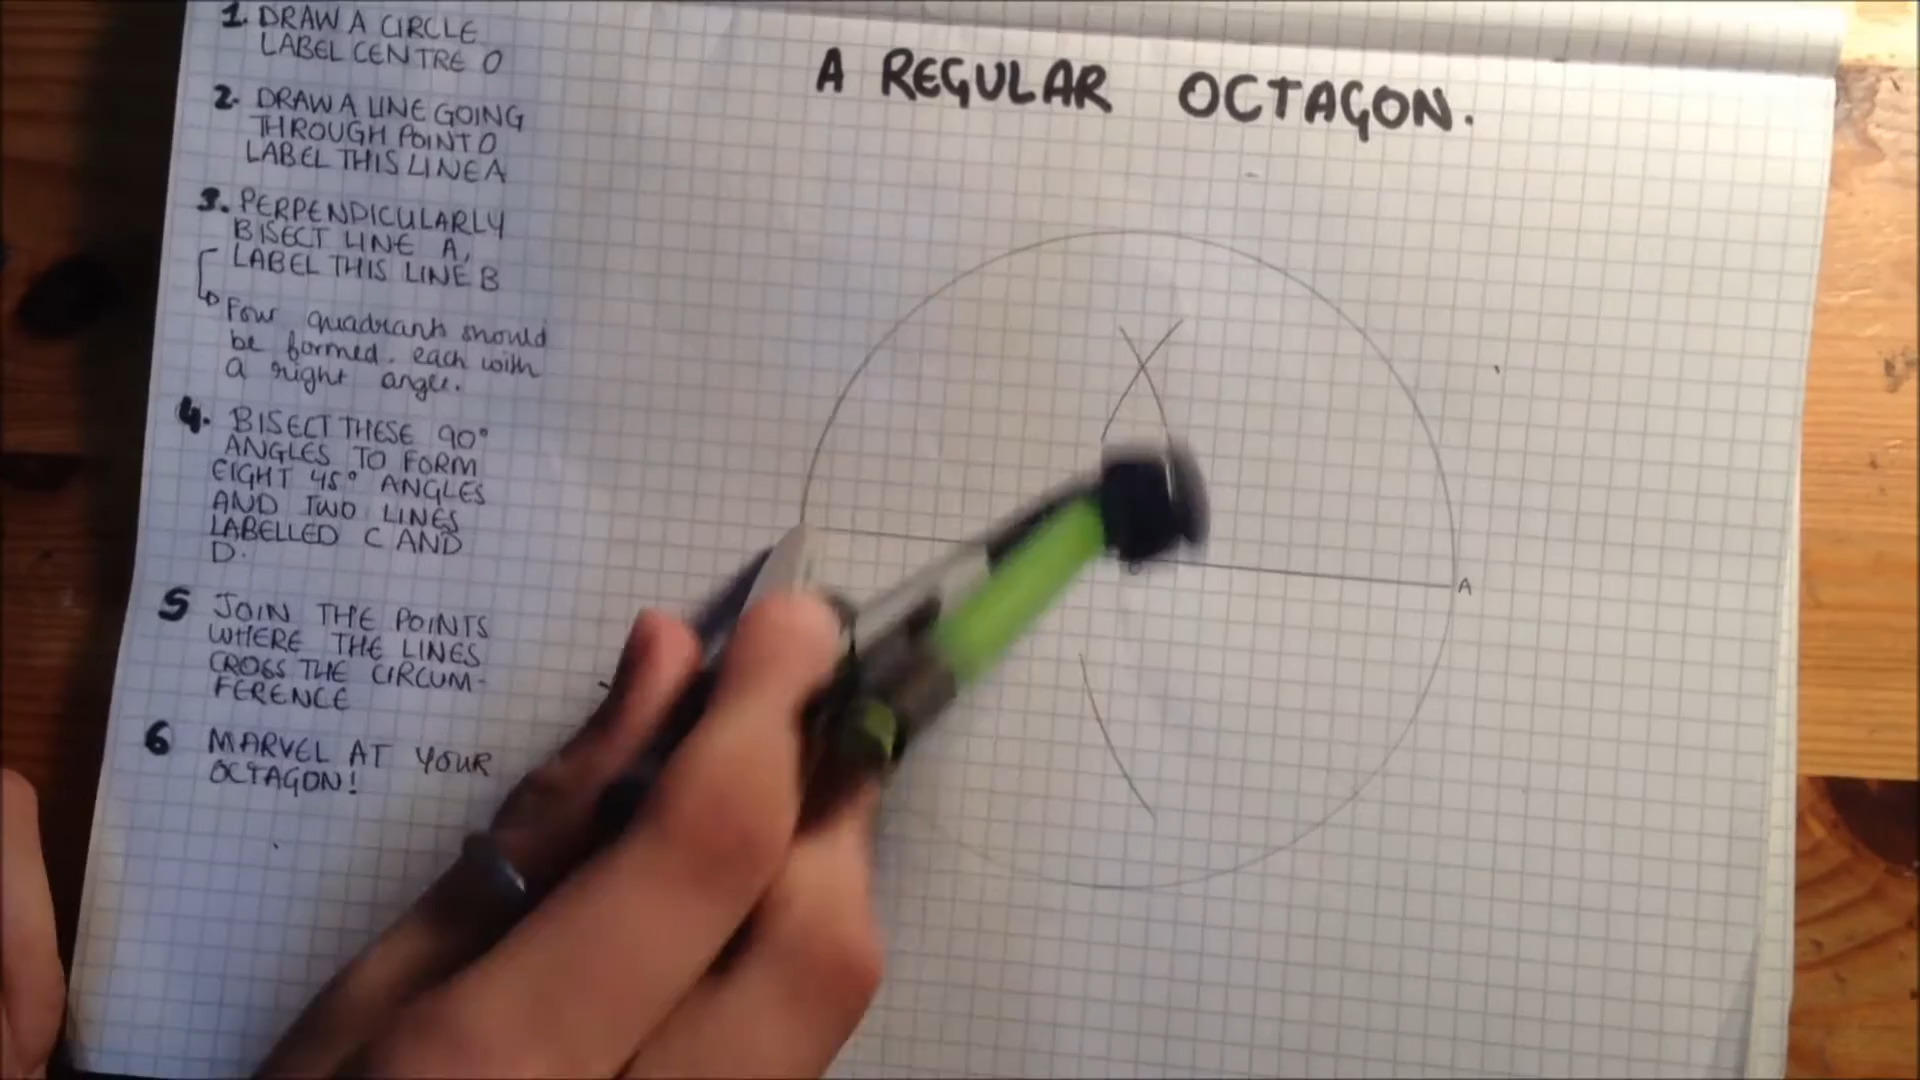 A REGULAR OCTAGON.
1. DRAW A CIRCLE
LABEL CENTRE O
2. DRAW A LINE GOING
THROUGH POINT O
LABEL THIS LINE A
3. PERPENDICULARLY
BISECT LINE A,
LABEL THIS LINE B
Four quadrants should
be formed. each with
a right angle.
4. BISECT THESE 90°
ANGLES TO FORM
EIGHT 45° ANGLES
AND TWO LINES
LABELLED C AND
D.
5 JOIN THE POINTS
WHERE THE LINES
CROSS THE CIRCUM-
FERENCE
6 MARVEL AT YOUR
OCTAGON!
O
A